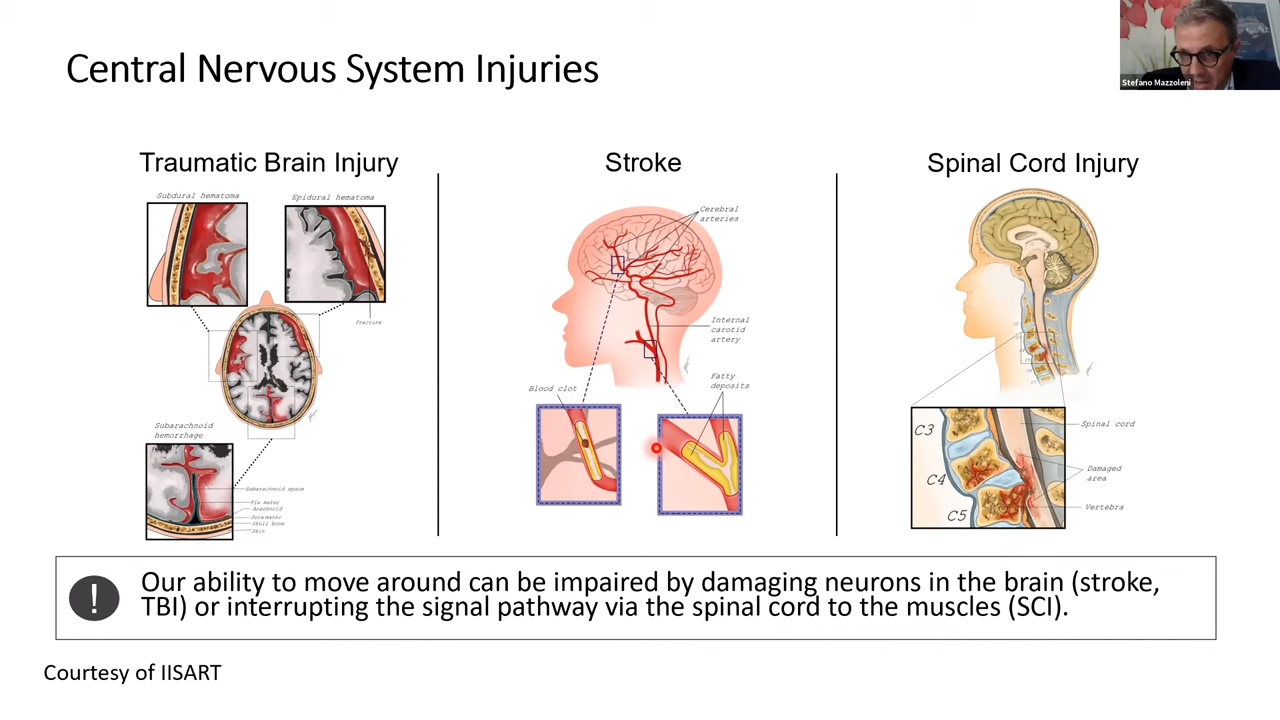 Central Nervous System Injuries
Stefano Mazzoleni
Traumatic Brain Injury
Subdural hematoma
Epidural hematoma
Fracture
Subarachnoid
hemorrhage
Subarachnoid space
Pia mater
Arachnoid
Dura mater
Skull bone
Skin
Stroke
Cerebral
arteries
Internal
carotid
artery
Blood clot
Fatty
deposits
Spinal Cord Injury
C3
C4
C5
Spinal cord
Damaged
area
Vertebra
Our ability to move around can be impaired by damaging neurons in the brain (stroke,
TBI) or interrupting the signal pathway via the spinal cord to the muscles (SCI).
Courtesy of IISART